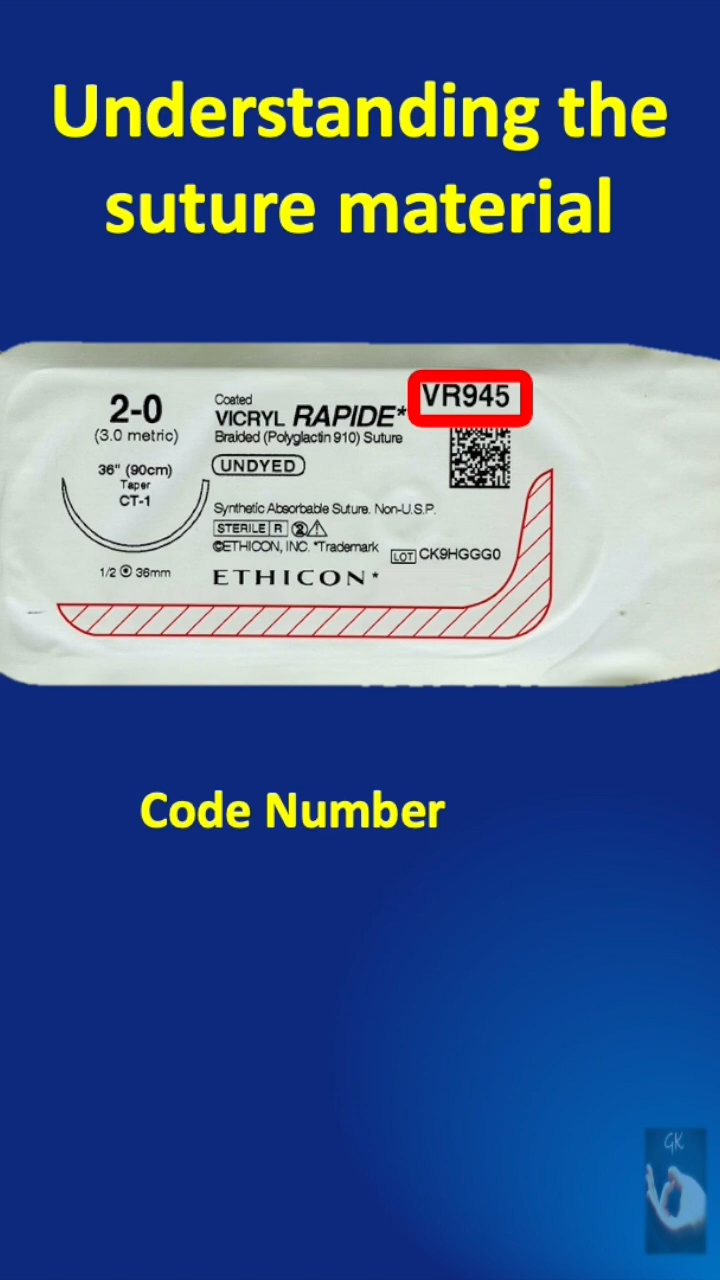 Understanding the
suture material
2-0
(3.0 metric)
36" (90cm)
Taper
CT-1
1/2 36mm
Coated
VICRYL RAPIDE*
Braided (Polyglactin 910) Suture
UNDYED
VR945
Synthetic Absorbable Suture. Non-U.S.P.
STERILE R 2
©ETHICON, INC. *Trademark
LOT CK9HGGG0
ETHICON*
Code Number
GK